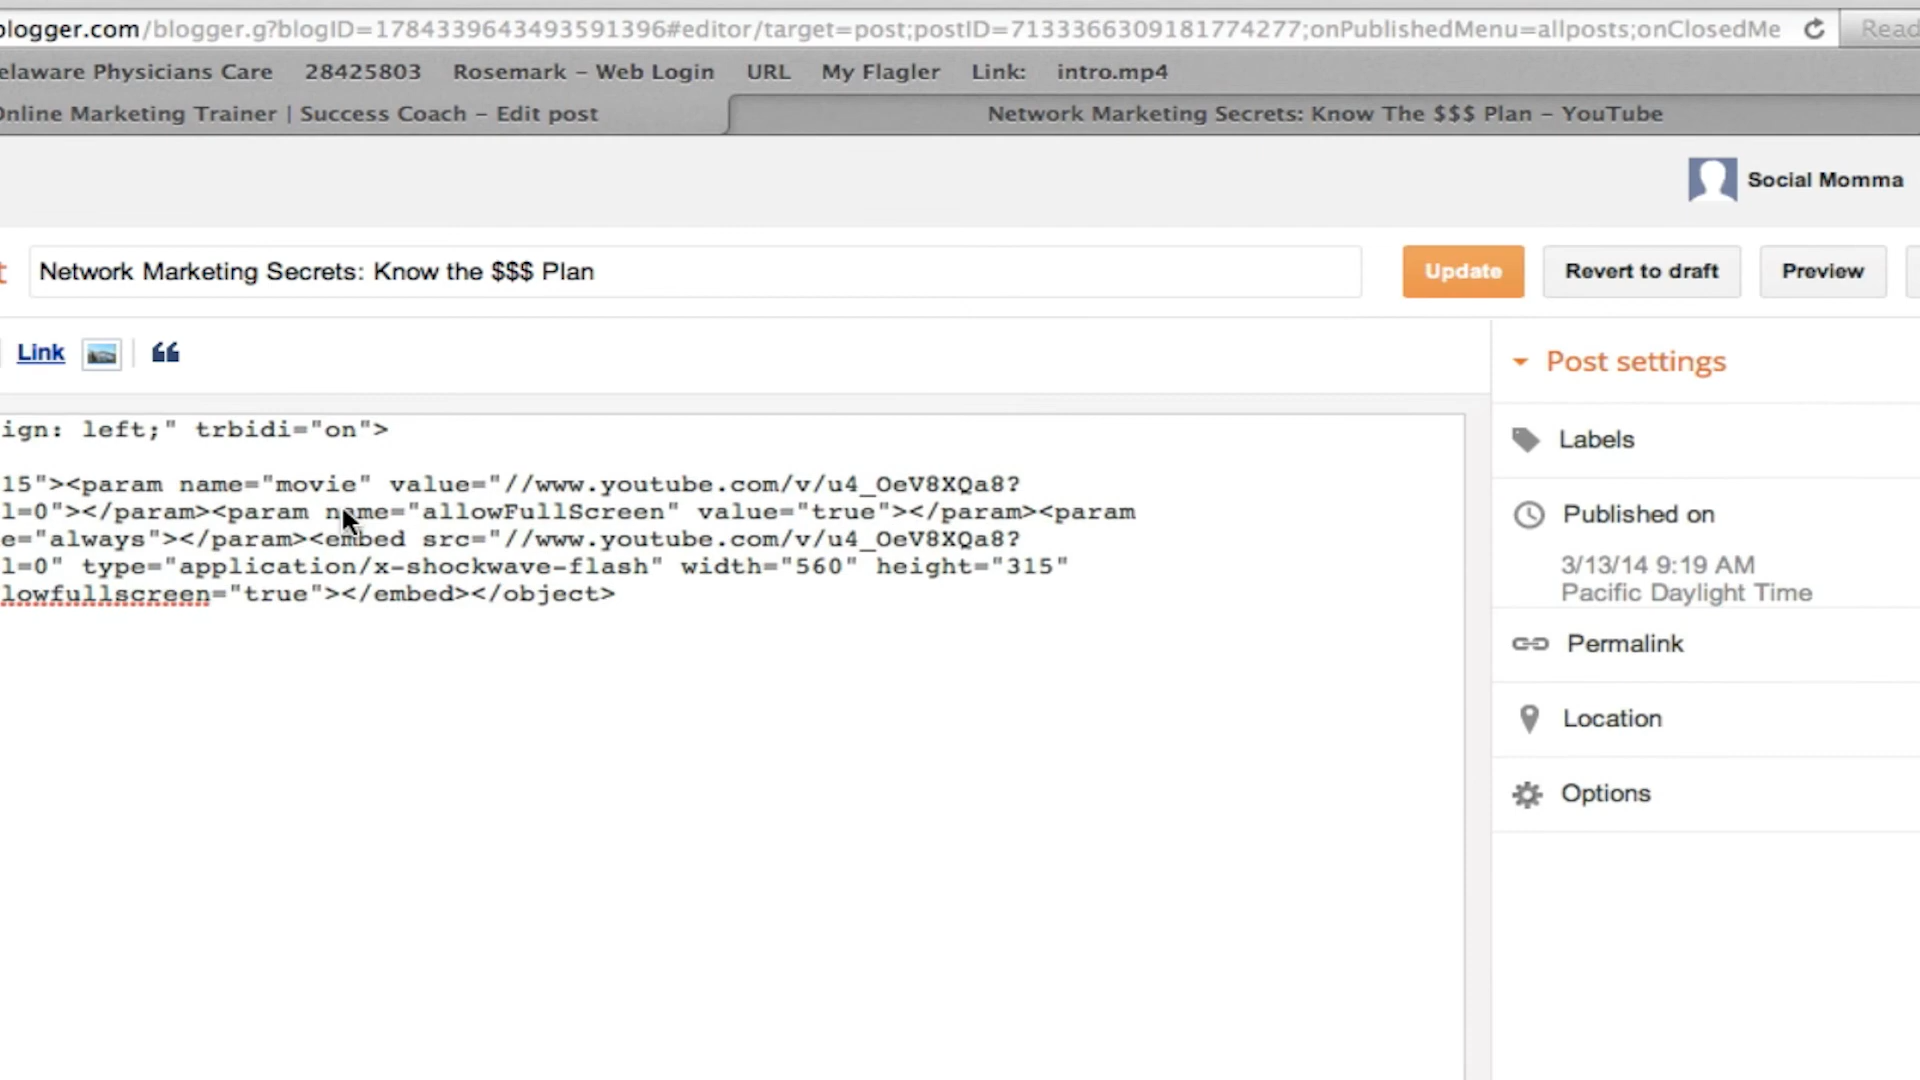 blogger.com/blogger.g?blogID=1784339643493591396#editor/target=post;postID=7133366309181774277;onPublishedMenu=allposts;onClosedMe Read
elaware Physicians Care 28425803 Rosemark - Web Login URL My Flagler Link: intro.mp4
Online Marketing Trainer | Success Coach - Edit post Network Marketing Secrets: Know The $$$ Plan - YouTube
Social Momma
t Network Marketing Secrets: Know the $$$ Plan Update Revert to draft Preview
Link “
Post settings
ign: left;" trbidi="on">
Labels
15"><param name="movie" value="//www.youtube.com/v/u4_OeV8XQa8?
l=0"></param><param name="allowFullScreen" value="true"></param><param
e="always"></param><embed src="//www.youtube.com/v/u4_OeV8XQa8?
l=0" type="application/x-shockwave-flash" width="560" height="315"
lowfullscreen="true"></embed></object>
Published on
3/13/14 9:19 AM
Pacific Daylight Time
Permalink
Location
Options